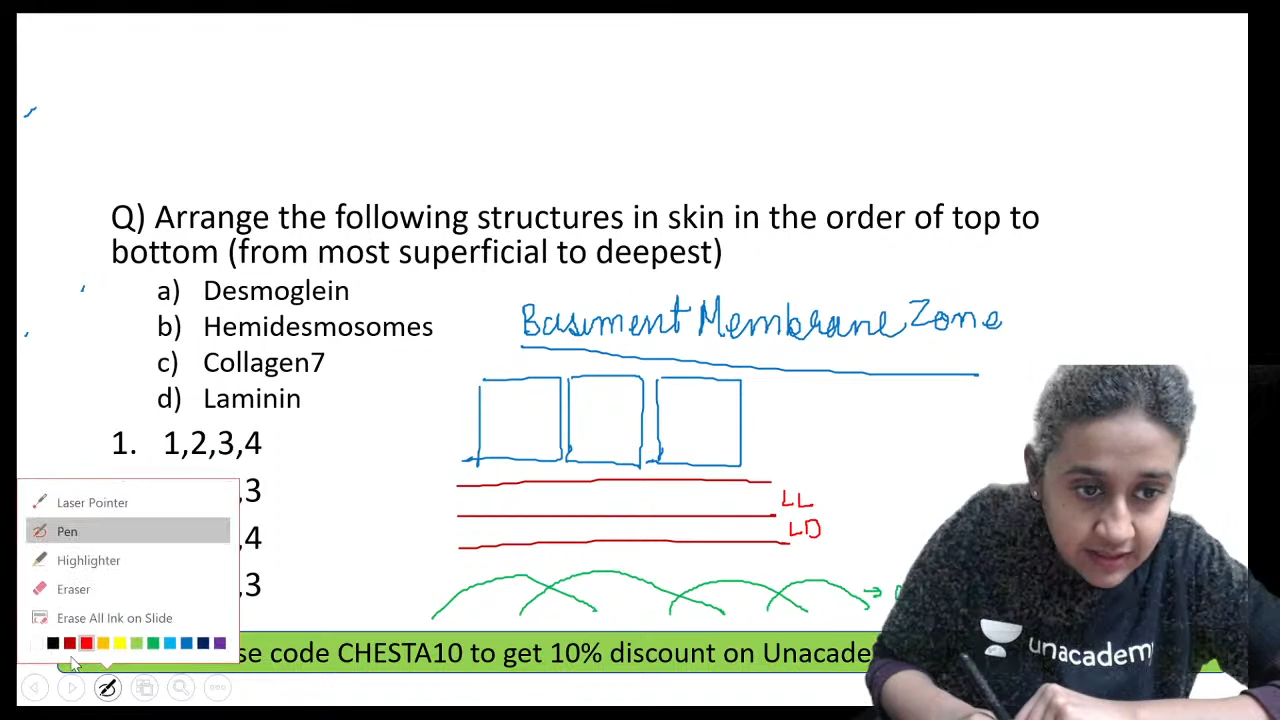 Q) Arrange the following structures in skin in the order of top to
bottom (from most superficial to deepest)
a) Desmoglein
b) Hemidesmosomes
c) Collagen7
d) Laminin
Basement Membrane Zone
1. 1,2,3,4
,3
,4
,3
LL
LD
Laser Pointer
Pen
Highlighter
Eraser
Erase All Ink on Slide
se code CHESTA10 to get 10% discount on Unacade
unacademy